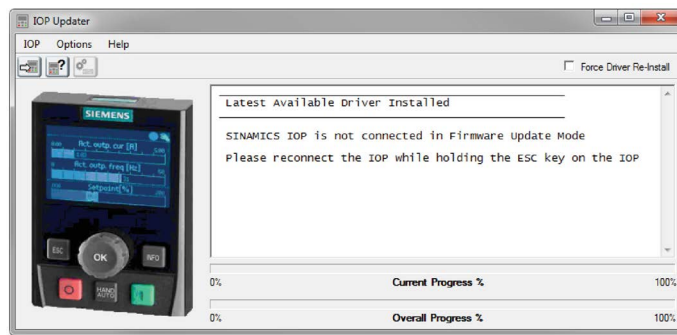 IOP Updater
IOP Options Help
Force Driver Re-Install
SIEMENS
Act. outp. cur [A]
Act. outp. freq [Hz]
Setpoint[%]
ESC
OK
INFO
HAND
AUTO
Latest Available Driver Installed
SINAMICS IOP is not connected in Firmware Update Mode
Please reconnect the IOP while holding the ESC key on the IOP
0% Current Progress % 100%
0% Overall Progress % 100%